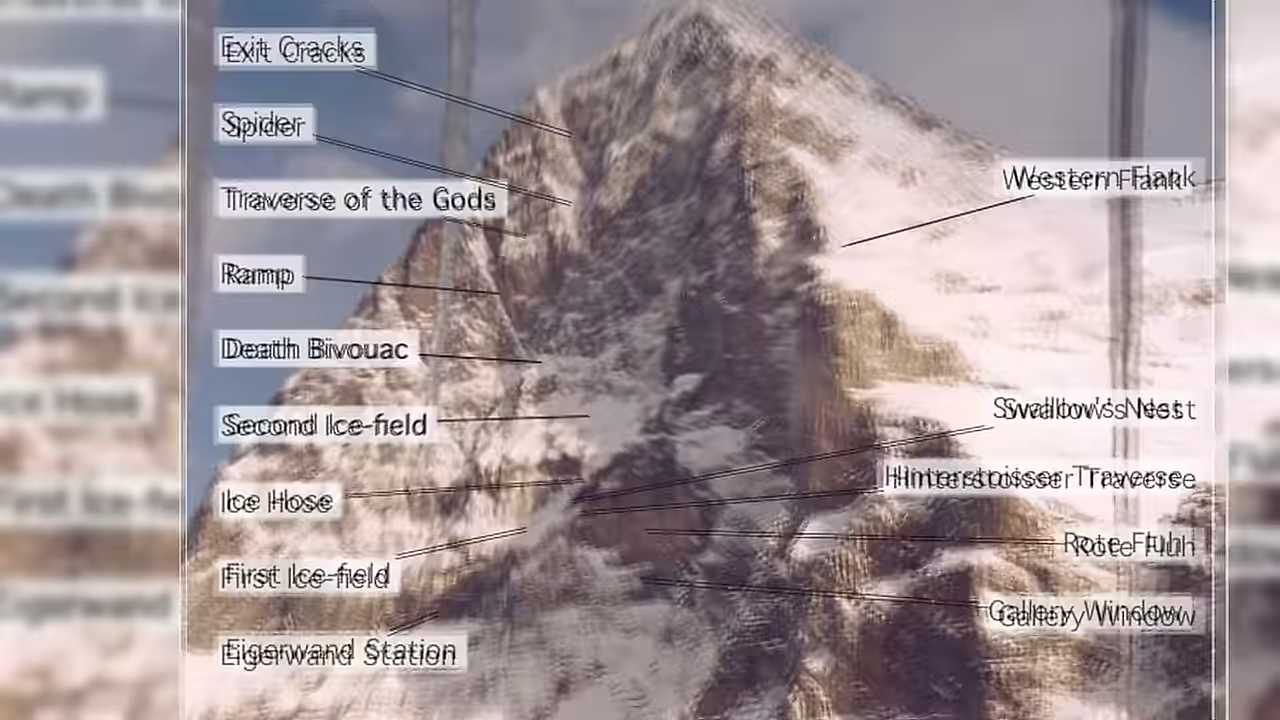 Exit Cracks
Spider
Traverse of the Gods
Ramp
Death Bivouac
Second Ice-field
Ice Hose
First Ice-field
Eigerwand Station
Western Flank
Swallow's Nest
Hinterstoisser Traverse
Rote Fluh
Gallery Window